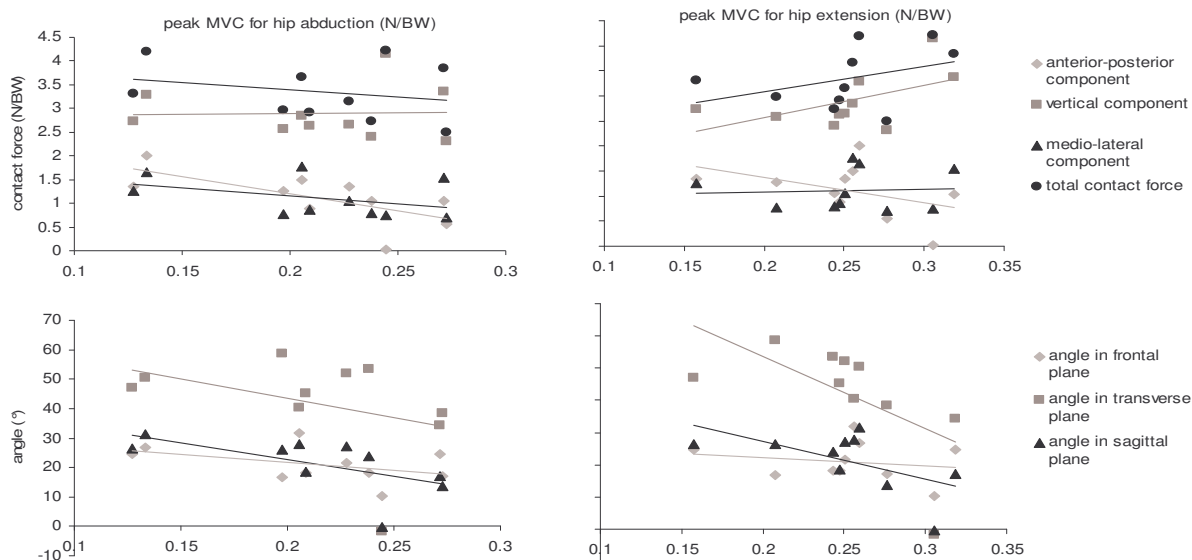 peak MVC for hip abduction (N/BW)
peak MVC for hip extension (N/BW)
contact force (N/BW)
4.5
4
3.5
3
2.5
2
1.5
1
0.5
0
0.1
0.15
0.2
0.25
0.3
0.1
0.15
0.2
0.25
0.3
0.35
anterior-posterior
component
vertical component
medio-lateral
component
total contact force
angle (°)
70
60
50
40
30
20
10
0
-10
0.1
0.15
0.2
0.25
0.3
0.1
0.15
0.2
0.25
0.3
0.35
angle in frontal
plane
angle in transverse
plane
angle in sagittal
plane